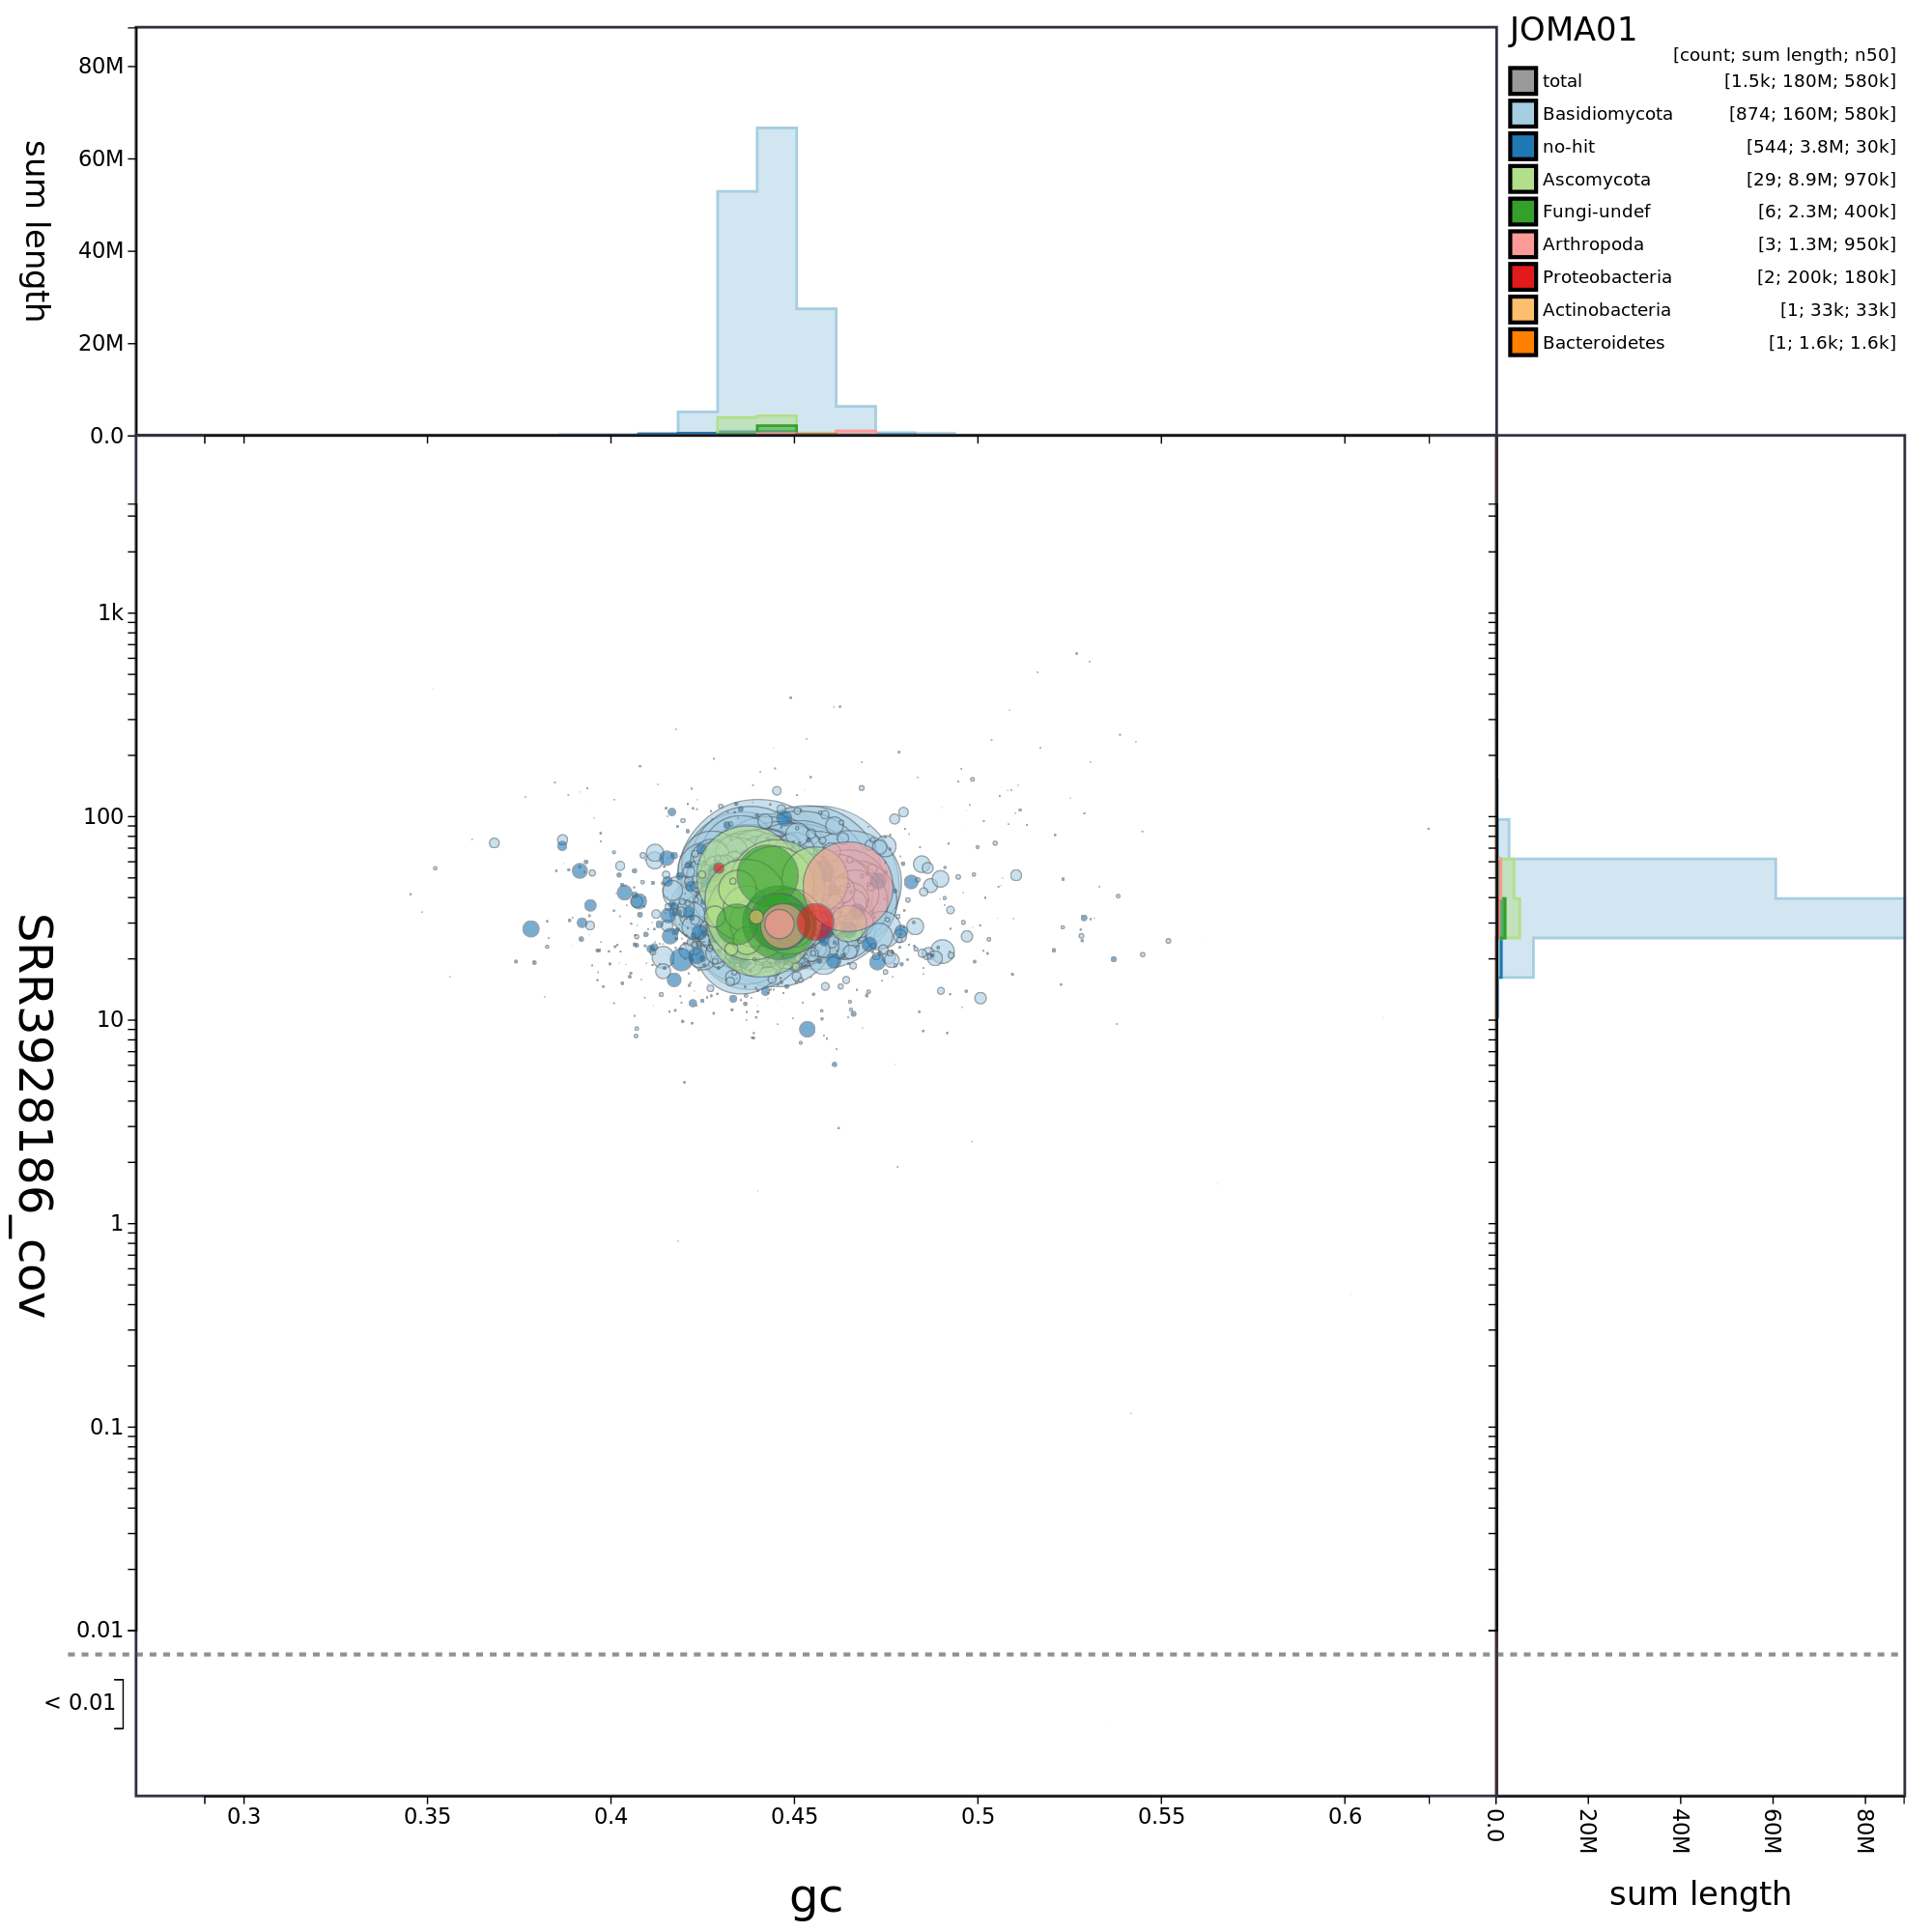 JOMA01
[count; sum length; n50]
total [1.5k; 180M; 580k]
Basidiomycota [874; 160M; 580k]
no-hit [544; 3.8M; 30k]
Ascomycota [29; 8.9M; 970k]
Fungi-undef [6; 2.3M; 400k]
Arthropoda [3; 1.3M; 950k]
Proteobacteria [2; 200k; 180k]
Actinobacteria [1; 33k; 33k]
Bacteroidetes [1; 1.6k; 1.6k]
sum length
80M
60M
40M
20M
0.0
SRR3928186_cov
1k
100
10
1
0.1
0.01
< 0.01
0.3 0.35 0.4 0.45 0.5 0.55 0.6
gc
0.0 20M 40M 60M 80M
sum length